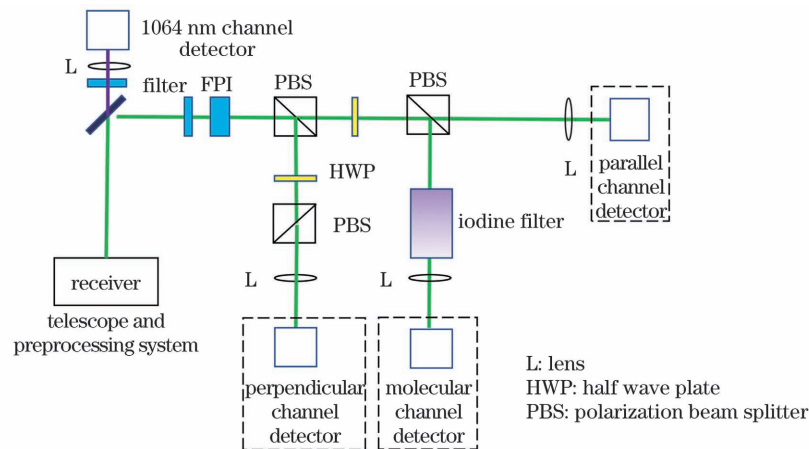 1064 nm channel
detector
L
filter
FPI
PBS
PBS
HWP
PBS
L
parallel
channel
detector
iodine filter
L
L
receiver
telescope and
preprocessing system
perpendicular
channel
detector
molecular
channel
detector
L: lens
HWP: half wave plate
PBS: polarization beam splitter